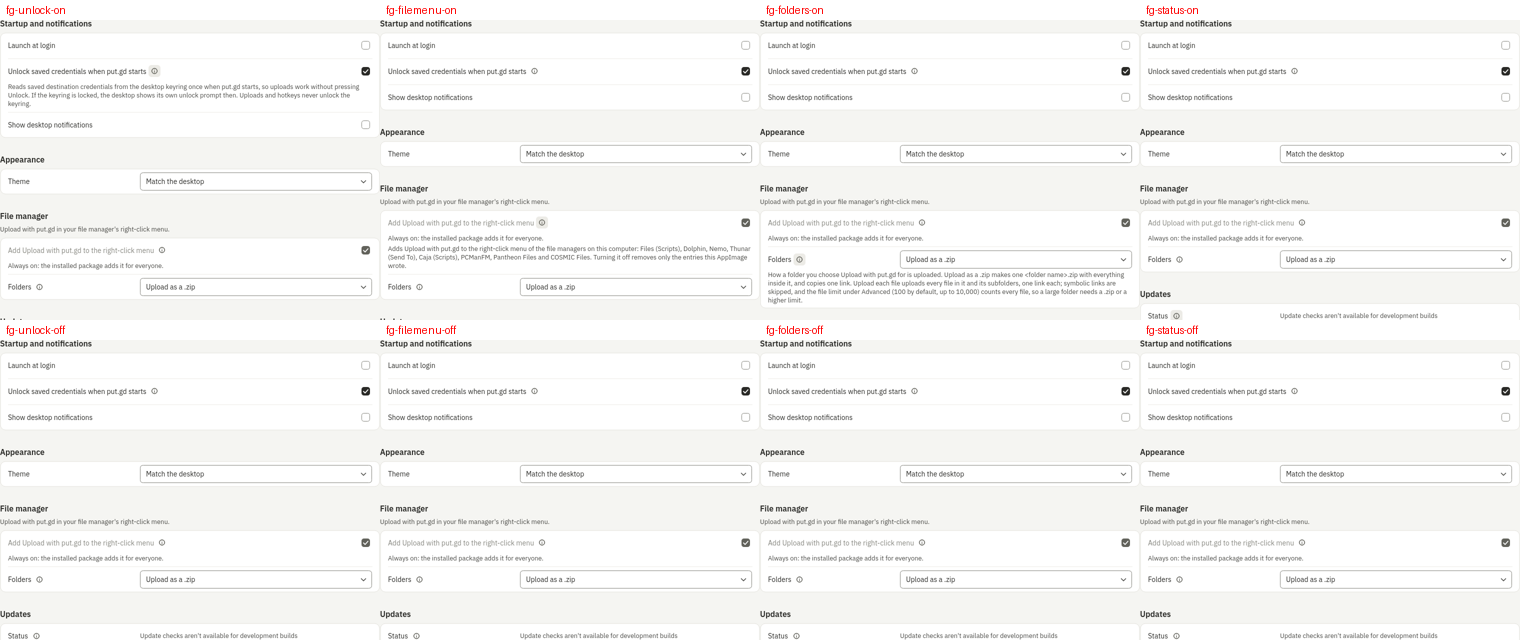 fg-unlock-on
Startup and notifications
Launch at login
Unlock saved credentials when put.gd starts
Reads saved destination credentials from the desktop keyring once when put.gd starts, so uploads work without pressing
Unlock. If the keyring is locked, the desktop shows its own unlock prompt then. Uploads and hotkeys never unlock the
keyring.
Show desktop notifications
Appearance
Theme
Match the desktop
File manager
Upload with put.gd in your file manager's right-click menu.
Add Upload with put.gd to the right-click menu
Always on: the installed package adds it for everyone.
Folders
Upload as a .zip
fg-filemenu-on
Startup and notifications
Launch at login
Unlock saved credentials when put.gd starts
Show desktop notifications
Appearance
Theme
Match the desktop
File manager
Upload with put.gd in your file manager's right-click menu.
Add Upload with put.gd to the right-click menu
Always on: the installed package adds it for everyone.
Adds Upload with put.gd to the right-click menu of the file managers on this computer: Files (Scripts), Dolphin, Nemo, Thunar
(Send To), Caja (Scripts), PCManFM, Pantheon Files and COSMIC Files. Turning it off removes only the entries this AppImage
wrote.
Folders
Upload as a .zip
fg-folders-on
Startup and notifications
Launch at login
Unlock saved credentials when put.gd starts
Show desktop notifications
Appearance
Theme
Match the desktop
File manager
Upload with put.gd in your file manager's right-click menu.
Add Upload with put.gd to the right-click menu
Always on: the installed package adds it for everyone.
Folders
Upload as a .zip
How a folder you choose Upload with put.gd for is uploaded. Upload as a .zip makes one <folder name>.zip with everything
inside it, and copies one link. Upload each file uploads every file in it and its subfolders, one link each; symbolic links are
skipped, and the file limit under Advanced (100 by default, up to 10,000) counts every file, so a large folder needs a .zip or a
higher limit.
fg-status-on
Startup and notifications
Launch at login
Unlock saved credentials when put.gd starts
Show desktop notifications
Appearance
Theme
Match the desktop
File manager
Upload with put.gd in your file manager's right-click menu.
Add Upload with put.gd to the right-click menu
Always on: the installed package adds it for everyone.
Folders
Upload as a .zip
Updates
Status
Update checks aren't available for development builds
fg-unlock-off
Startup and notifications
Launch at login
Unlock saved credentials when put.gd starts
Show desktop notifications
Appearance
Theme
Match the desktop
File manager
Upload with put.gd in your file manager's right-click menu.
Add Upload with put.gd to the right-click menu
Always on: the installed package adds it for everyone.
Folders
Upload as a .zip
Updates
Status
Update checks aren't available for development builds
fg-filemenu-off
Startup and notifications
Launch at login
Unlock saved credentials when put.gd starts
Show desktop notifications
Appearance
Theme
Match the desktop
File manager
Upload with put.gd in your file manager's right-click menu.
Add Upload with put.gd to the right-click menu
Always on: the installed package adds it for everyone.
Folders
Upload as a .zip
Updates
Status
Update checks aren't available for development builds
fg-folders-off
Startup and notifications
Launch at login
Unlock saved credentials when put.gd starts
Show desktop notifications
Appearance
Theme
Match the desktop
File manager
Upload with put.gd in your file manager's right-click menu.
Add Upload with put.gd to the right-click menu
Always on: the installed package adds it for everyone.
Folders
Upload as a .zip
Updates
Status
Update checks aren't available for development builds
fg-status-off
Startup and notifications
Launch at login
Unlock saved credentials when put.gd starts
Show desktop notifications
Appearance
Theme
Match the desktop
File manager
Upload with put.gd in your file manager's right-click menu.
Add Upload with put.gd to the right-click menu
Always on: the installed package adds it for everyone.
Folders
Upload as a .zip
Updates
Status
Update checks aren't available for development builds